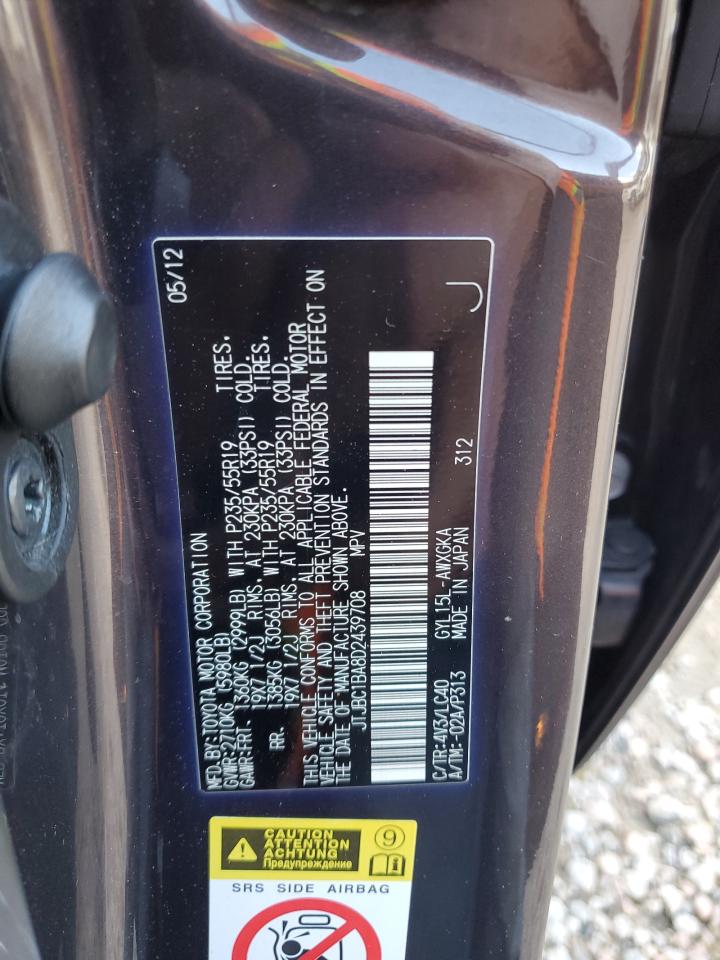 MFD. BY: TOYOTA MOTOR CORPORATION 05/12
GVWR: 2710KG (5980LB)
GAWR: FRT. 1360KG (2999LB) WITH P235/55R19 TIRES.
19X7 1/2J RIMS. AT 230KPA (33PSI) COLD.
RR. 1385KG (3056LB) WITH P235/55R19 TIRES.
19X7 1/2J RIMS. AT 230KPA (33PSI) COLD.
THIS VEHICLE CONFORMS TO ALL APPLICABLE FEDERAL MOTOR
VEHICLE SAFETY AND THEFT PREVENTION STANDARDS IN EFFECT ON
THE DATE OF MANUFACTURE SHOWN ABOVE.
JTJBC1BA8D2439708 MPV
C/TR: 4V3/LC40 GYL15L-AWXGKA 312 J
A/TM: -02A/P313 MADE IN JAPAN
CAUTION
ATTENTION
ACHTUNG
Предупреждение
9
SRS SIDE AIRBAG